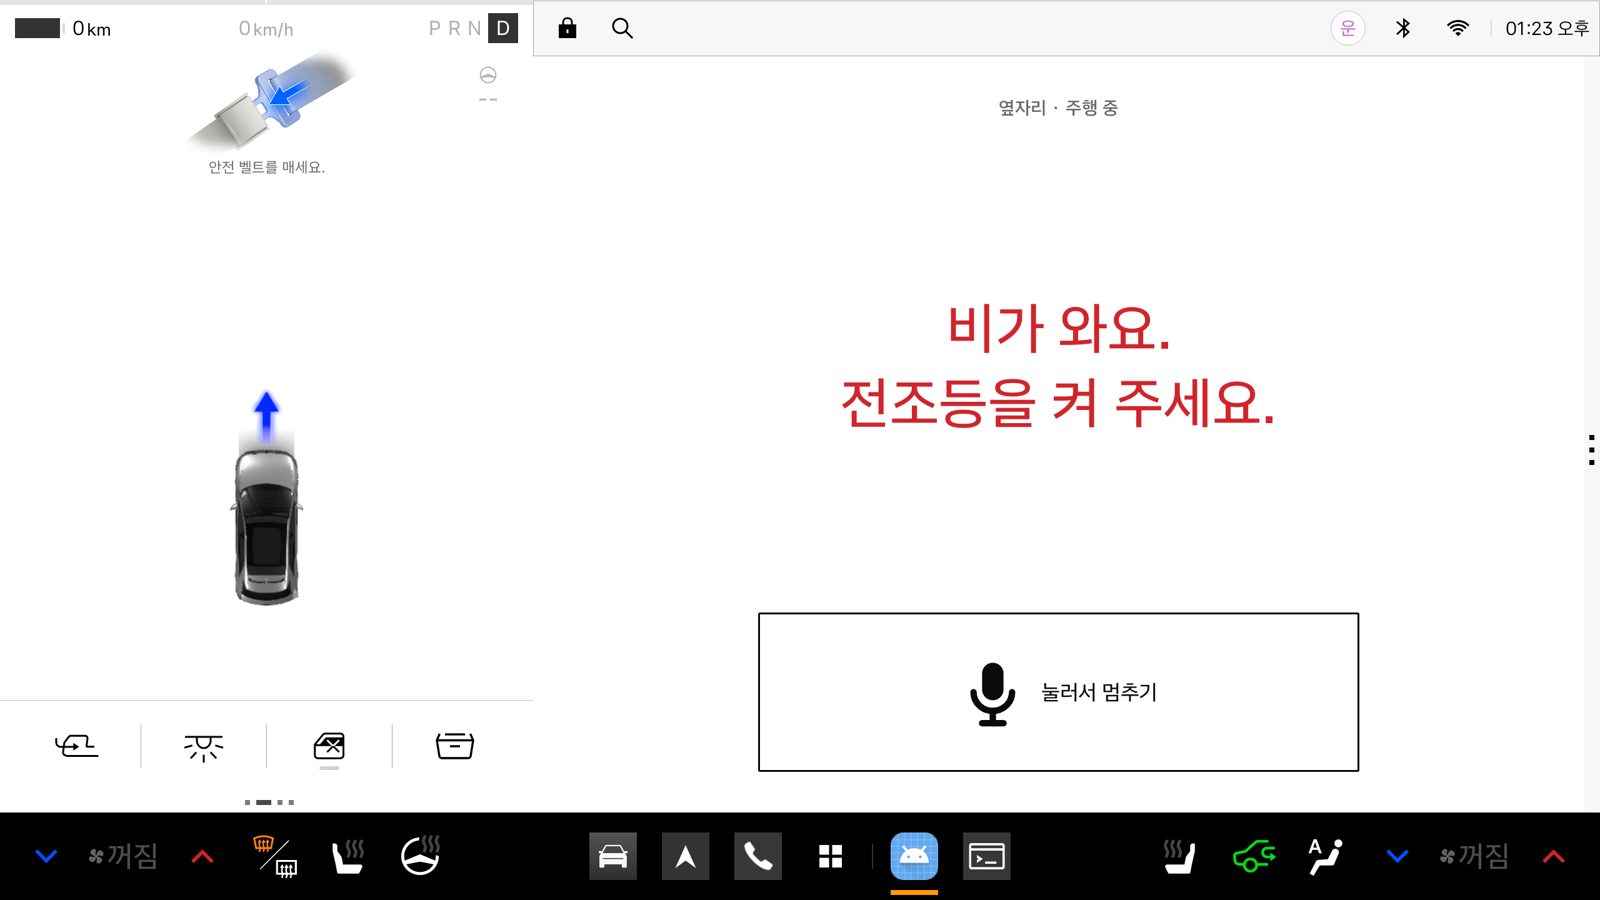 0 km
0 km/h
P R N D
운
01:23 오후
안전 벨트를 매세요.
옆자리 · 주행 중
비가 와요.
전조등을 켜 주세요.
눌러서 멈추기
꺼짐
A
꺼짐